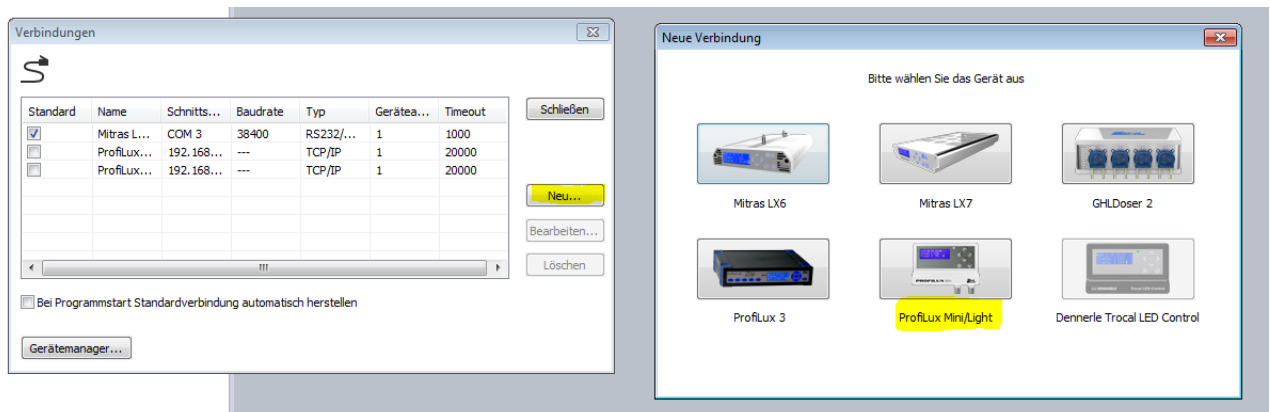 Verbindungen
Standard Name Schnitts... Baudrate Typ Gerätea... Timeout
Mitras L... COM 3 38400 RS232/... 1 1000
ProfiLux... 192.168... --- TCP/IP 1 20000
ProfiLux... 192.168... --- TCP/IP 1 20000
Schließen
Neu...
Bearbeiten...
Löschen
Bei Programmstart Standardverbindung automatisch herstellen
Gerätemanager...
Neue Verbindung
Bitte wählen Sie das Gerät aus
Mitras LX6
Mitras LX7
GHLDoser 2
ProfiLux 3
PROFILUX
ProfiLux Mini/Light
Dennerle Trocal LED Control